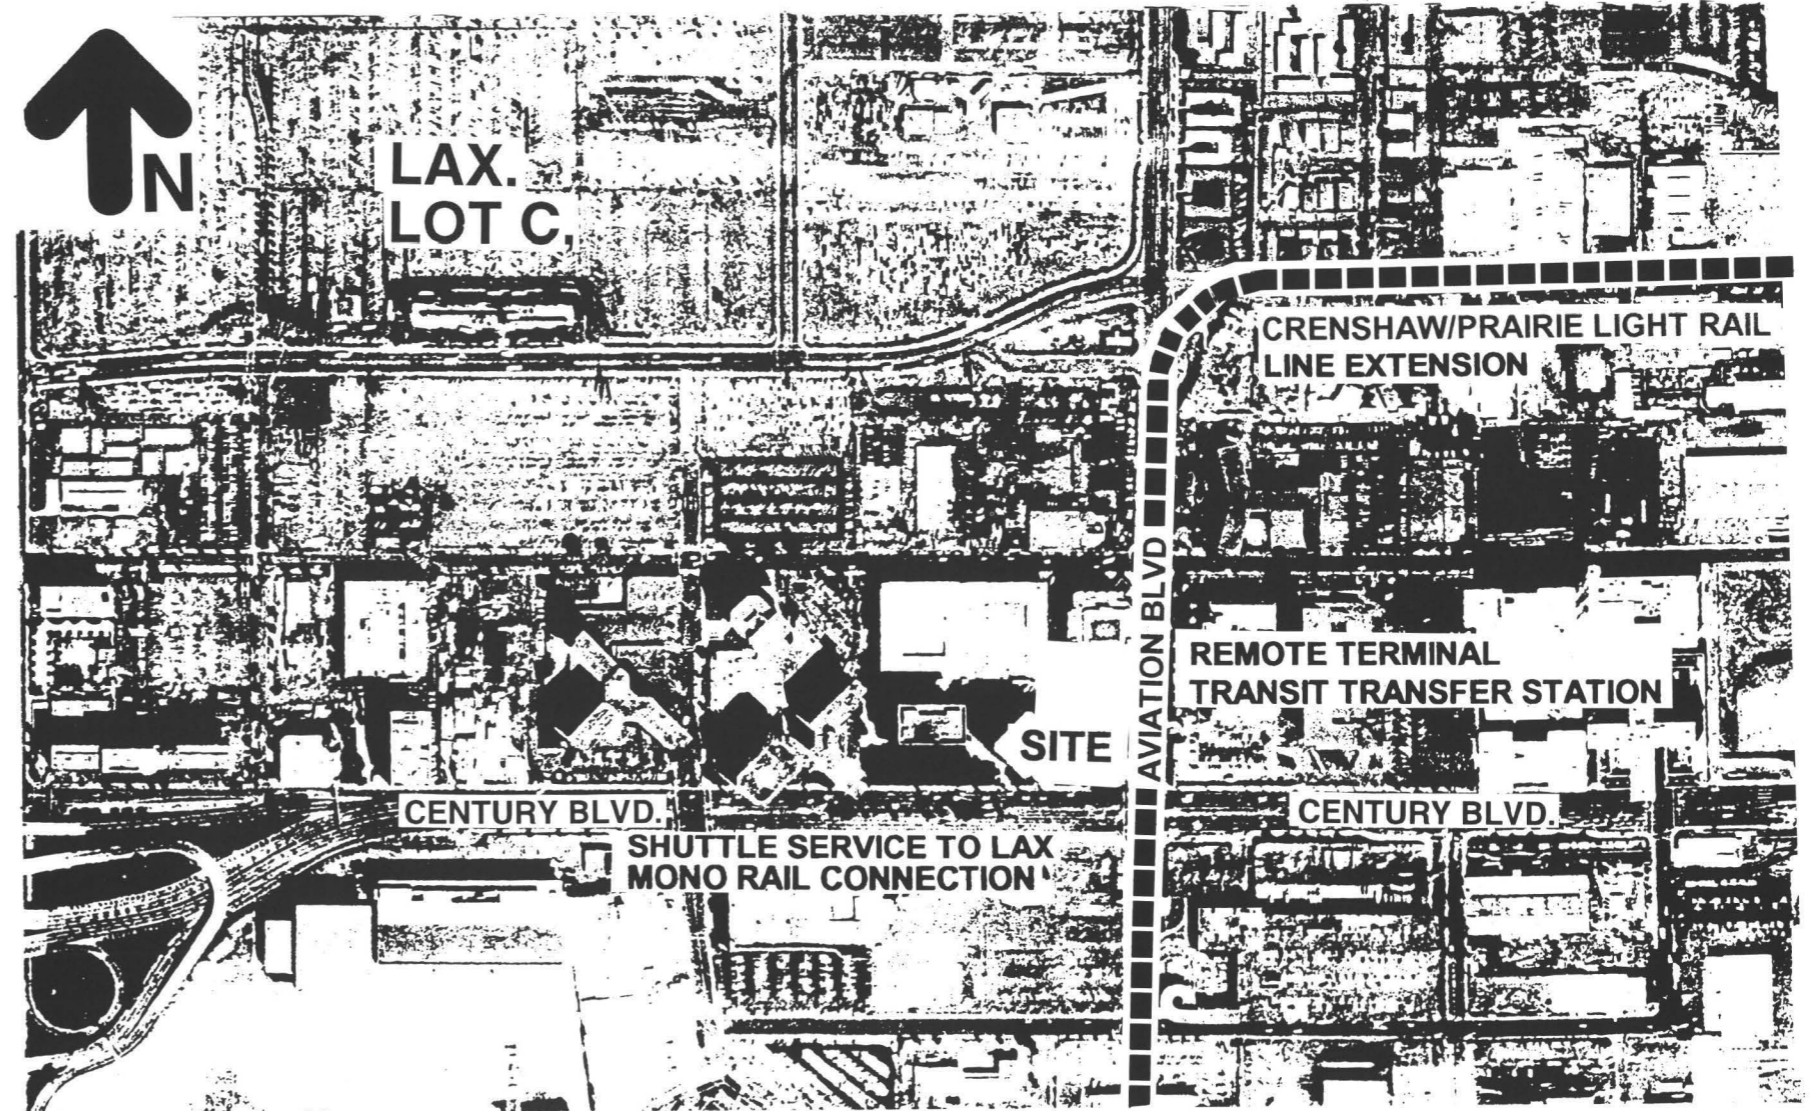 N
LAX.
LOT C,
CRENSHAW/PRAIRIE LIGHT RAIL
LINE EXTENSION
AVIATION BLVD
REMOTE TERMINAL
TRANSIT TRANSFER STATION
SITE
CENTURY BLVD.
CENTURY BLVD.
SHUTTLE SERVICE TO LAX
MONO RAIL CONNECTION